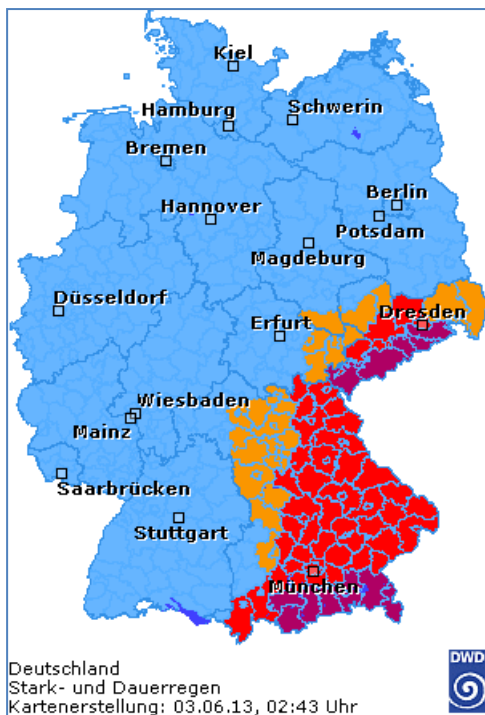 Kiel
Hamburg
Schwerin
Bremen
Berlin
Hannover
Potsdam
Magdeburg
Düsseldorf
Erfurt
Dresden
Wiesbaden
Mainz
Saarbrücken
Stuttgart
München
Deutschland
Stark- und Dauerregen
Kartenerstellung: 03.06.13, 02:43 Uhr
DWD